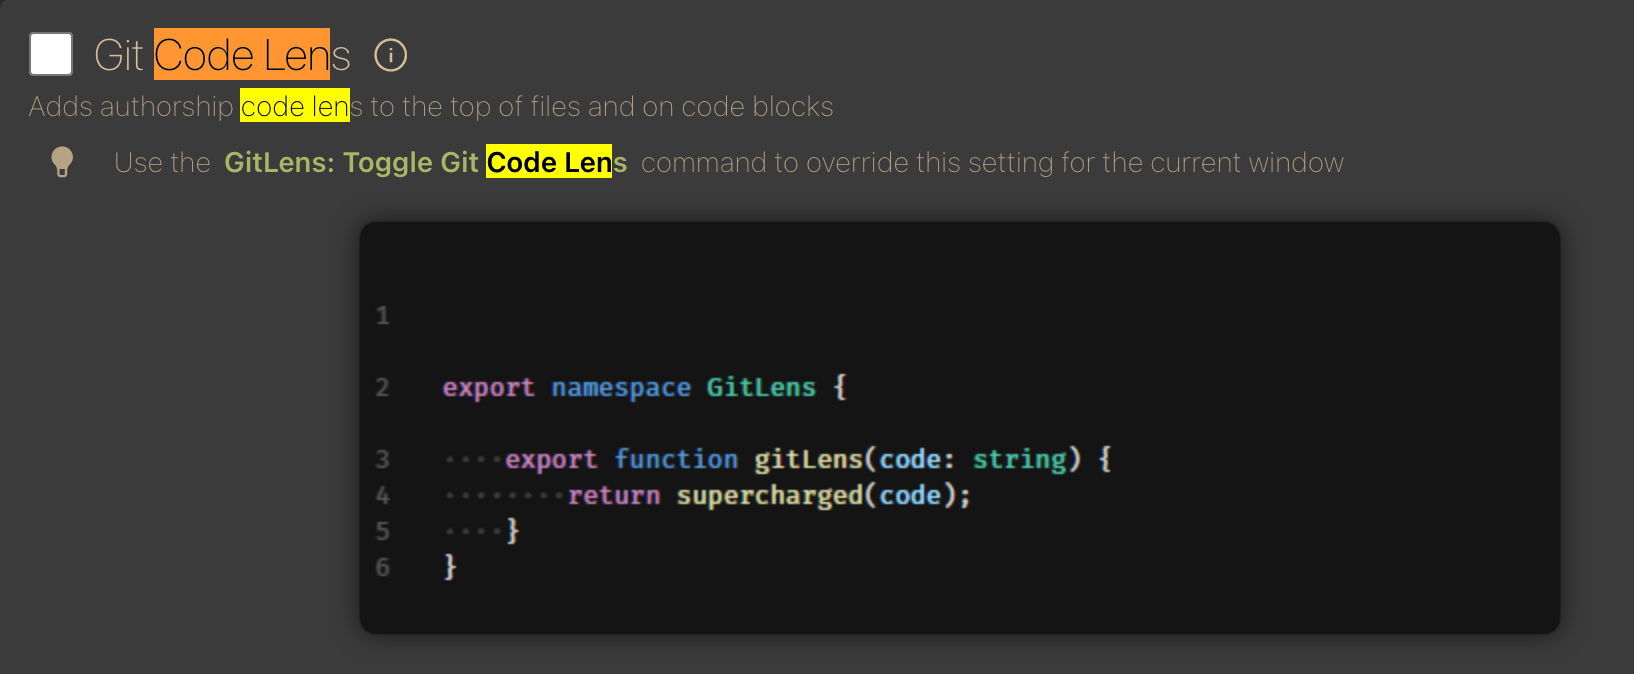 Git Code Lens
Adds authorship code lens to the top of files and on code blocks
Use the GitLens: Toggle Git Code Lens command to override this setting for the current window
1
2 export namespace GitLens {
3 ····export function gitLens(code: string) {
4 ········return supercharged(code);
5 ····}
6 }